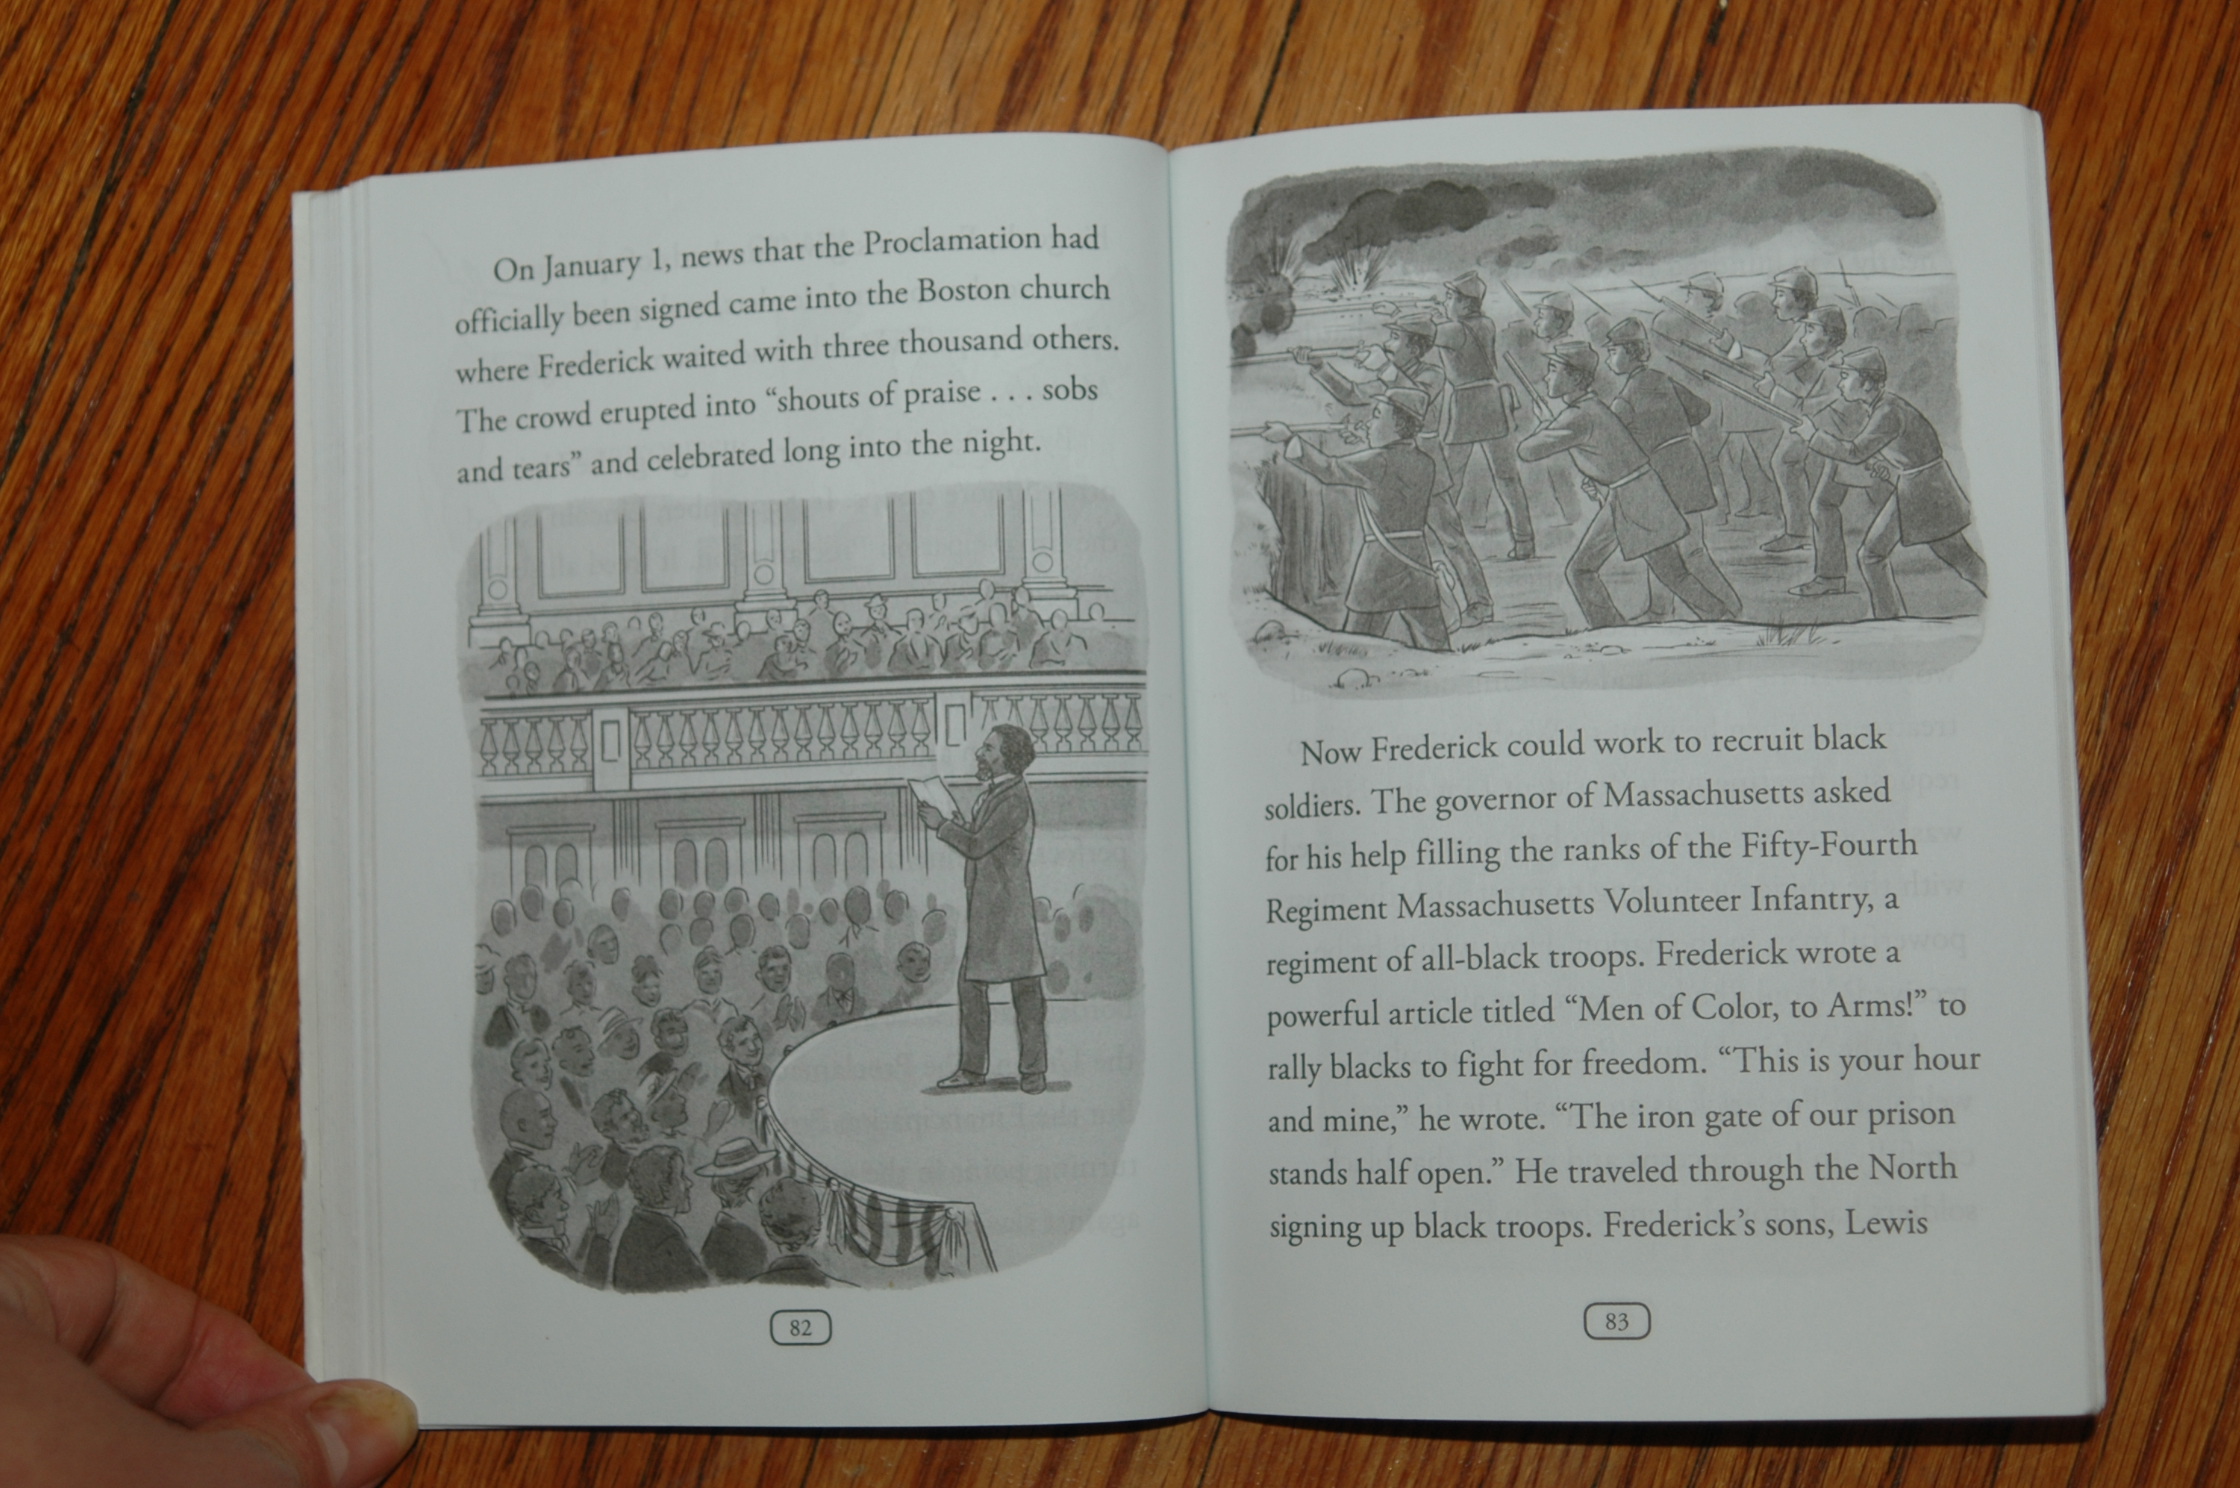 On January 1, news that the Proclamation had
officially been signed came into the Boston church
where Frederick waited with three thousand others.
The crowd erupted into “shouts of praise . . . sobs
and tears” and celebrated long into the night.
82
Now Frederick could work to recruit black
soldiers. The governor of Massachusetts asked
for his help filling the ranks of the Fifty-Fourth
Regiment Massachusetts Volunteer Infantry, a
regiment of all-black troops. Frederick wrote a
powerful article titled “Men of Color, to Arms!” to
rally blacks to fight for freedom. “This is your hour
and mine,” he wrote. “The iron gate of our prison
stands half open.” He traveled through the North
signing up black troops. Frederick’s sons, Lewis
83